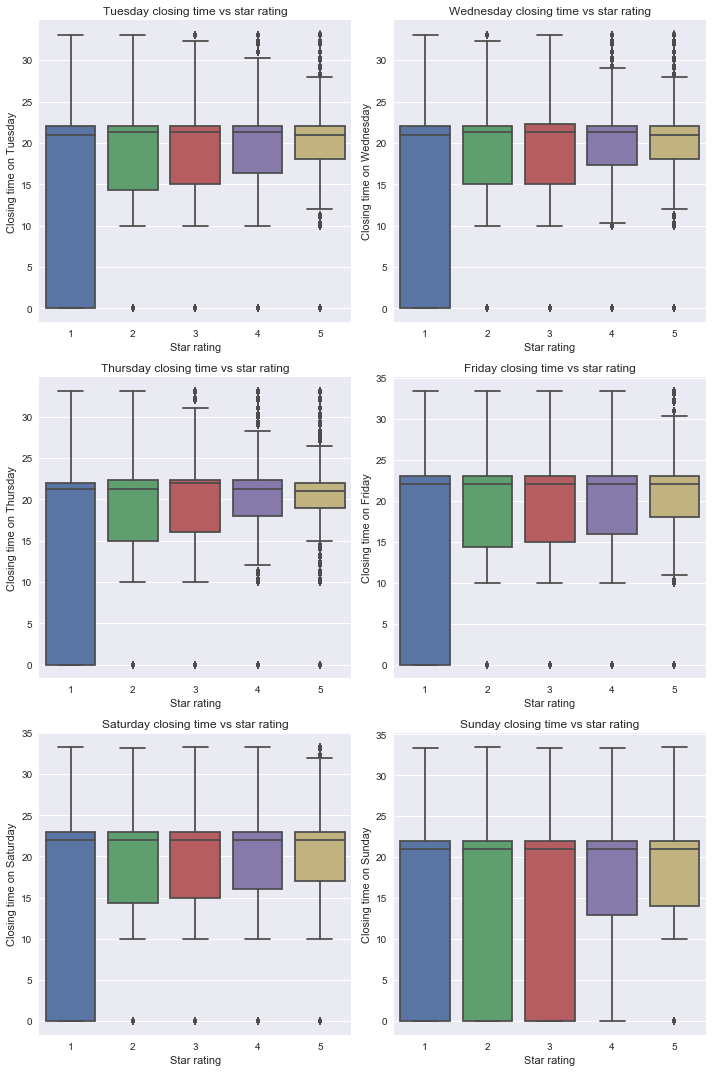 Tuesday closing time vs star rating
Closing time on Tuesday
30
25
20
15
10
5
0
1 2 3 4 5
Star rating
Wednesday closing time vs star rating
Closing time on Wednesday
30
25
20
15
10
5
0
1 2 3 4 5
Star rating
Thursday closing time vs star rating
Closing time on Thursday
30
25
20
15
10
5
0
1 2 3 4 5
Star rating
Friday closing time vs star rating
Closing time on Friday
35
30
25
20
15
10
5
0
1 2 3 4 5
Star rating
Saturday closing time vs star rating
Closing time on Saturday
35
30
25
20
15
10
5
0
1 2 3 4 5
Star rating
Sunday closing time vs star rating
Closing time on Sunday
35
30
25
20
15
10
5
0
1 2 3 4 5
Star rating